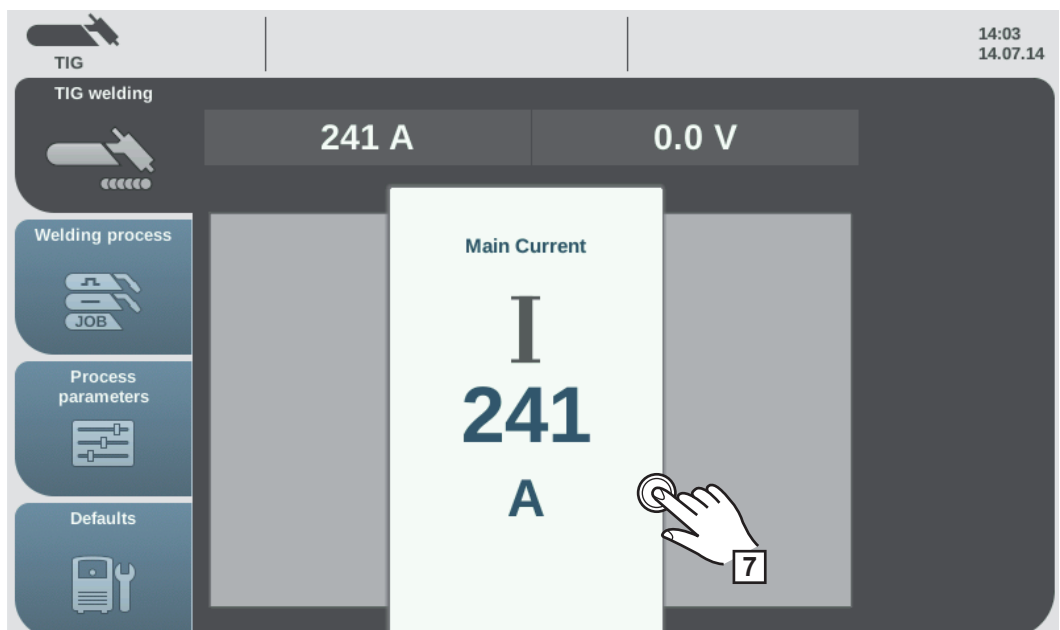 TIG
14:03
14.07.14
TIG welding
241 A
0.0 V
Welding process
JOB
Process
parameters
Defaults
Main Current
I
241
A
7